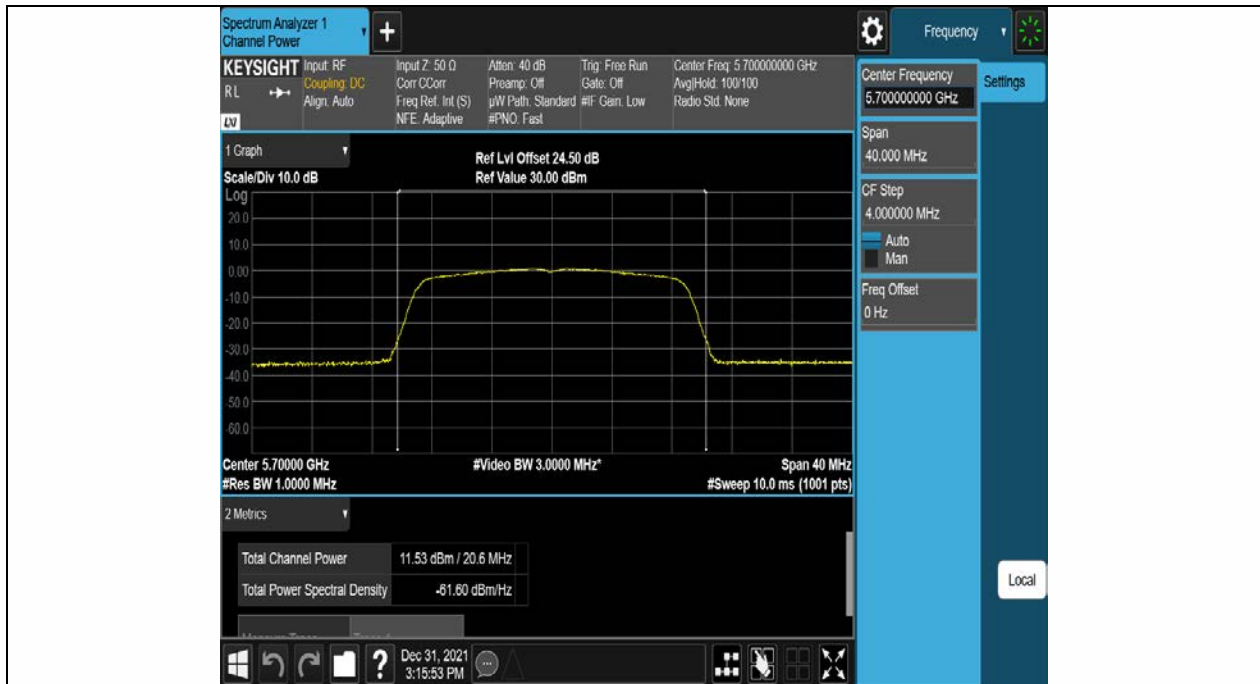 Spectrum Analyzer 1
Channel Power
Frequency
KEYSIGHT
RL
LXI
Input: RF
Coupling: DC
Align: Auto
Input Z: 50 Ω
Corr CCorr
Freq Ref: Int (S)
NFE: Adaptive
Atten: 40 dB
Preamp: Off
µW Path: Standard
#PNO: Fast
Trig: Free Run
Gate: Off
#IF Gain: Low
Center Freq: 5.700000000 GHz
Avg|Hold: 100/100
Radio Std: None
1 Graph
Scale/Div 10.0 dB
Ref Lvl Offset 24.50 dB
Ref Value 30.00 dBm
Log
20.0
10.0
0.00
-10.0
-20.0
-30.0
-40.0
-50.0
-60.0
Center 5.70000 GHz
#Video BW 3.0000 MHz*
Span 40 MHz
#Res BW 1.0000 MHz
#Sweep 10.0 ms (1001 pts)
2 Metrics
Total Channel Power 11.53 dBm / 20.6 MHz
Total Power Spectral Density -61.60 dBm/Hz
Dec 31, 2021
3:15:53 PM
Center Frequency
5.700000000 GHz
Settings
Span
40.000 MHz
CF Step
4.000000 MHz
Auto
Man
Freq Offset
0 Hz
Local